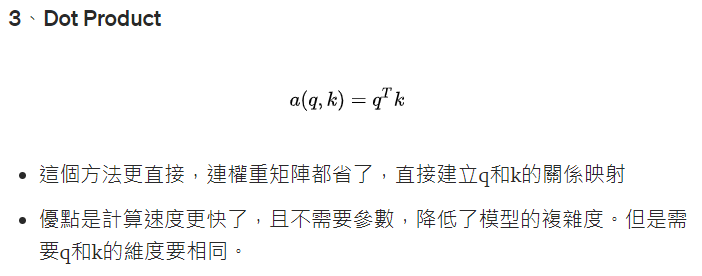 3、Dot Product
a(q, k) = q^T k
• 這個方法更直接，連權重矩陣都省了，直接建立q和k的關係映射
• 優點是計算速度更快了，且不需要參數，降低了模型的複雜度。但是需
要q和k的維度要相同。